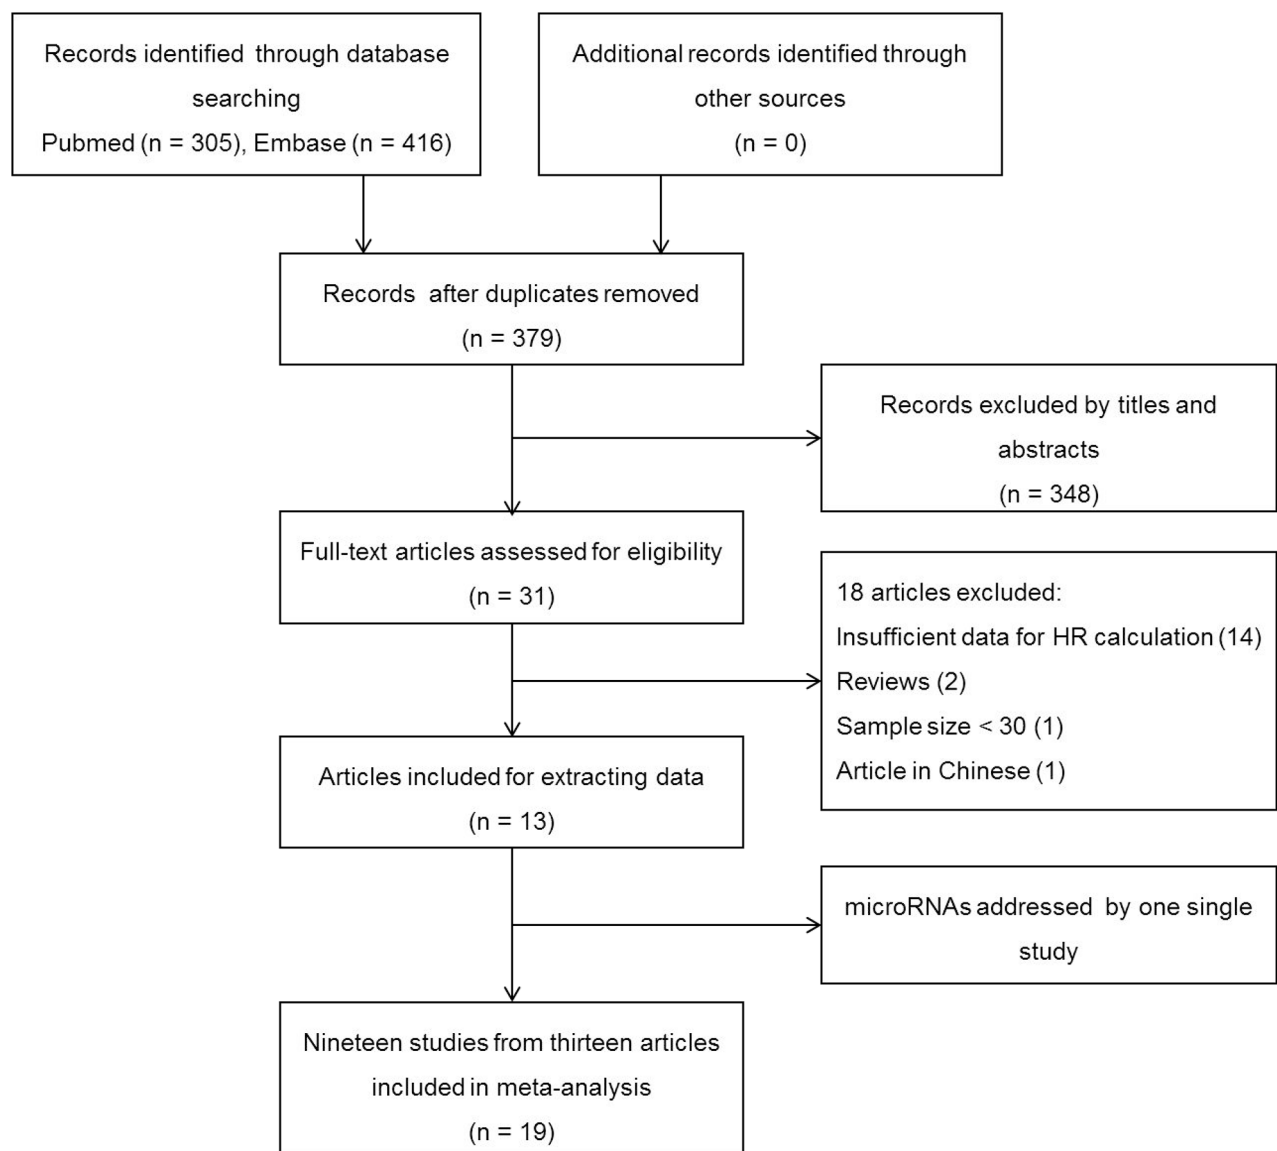 Records identified through database
searching
Pubmed (n = 305), Embase (n = 416)
Additional records identified through
other sources
(n = 0)
Records after duplicates removed
(n = 379)
Records excluded by titles and
abstracts
(n = 348)
Full-text articles assessed for eligibility
(n = 31)
18 articles excluded:
Insufficient data for HR calculation (14)
Reviews (2)
Sample size < 30 (1)
Article in Chinese (1)
Articles included for extracting data
(n = 13)
microRNAs addressed by one single
study
Nineteen studies from thirteen articles
included in meta-analysis
(n = 19)